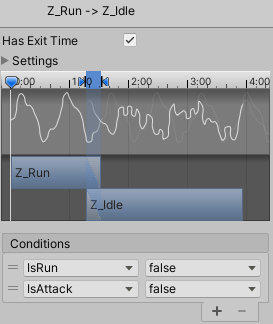 Z_Run -> Z_Idle
Has Exit Time
Settings
0:00 1:00 2:00 3:00 4:00
Z_Run
Z_Idle
Conditions
IsRun false
IsAttack false
+ −